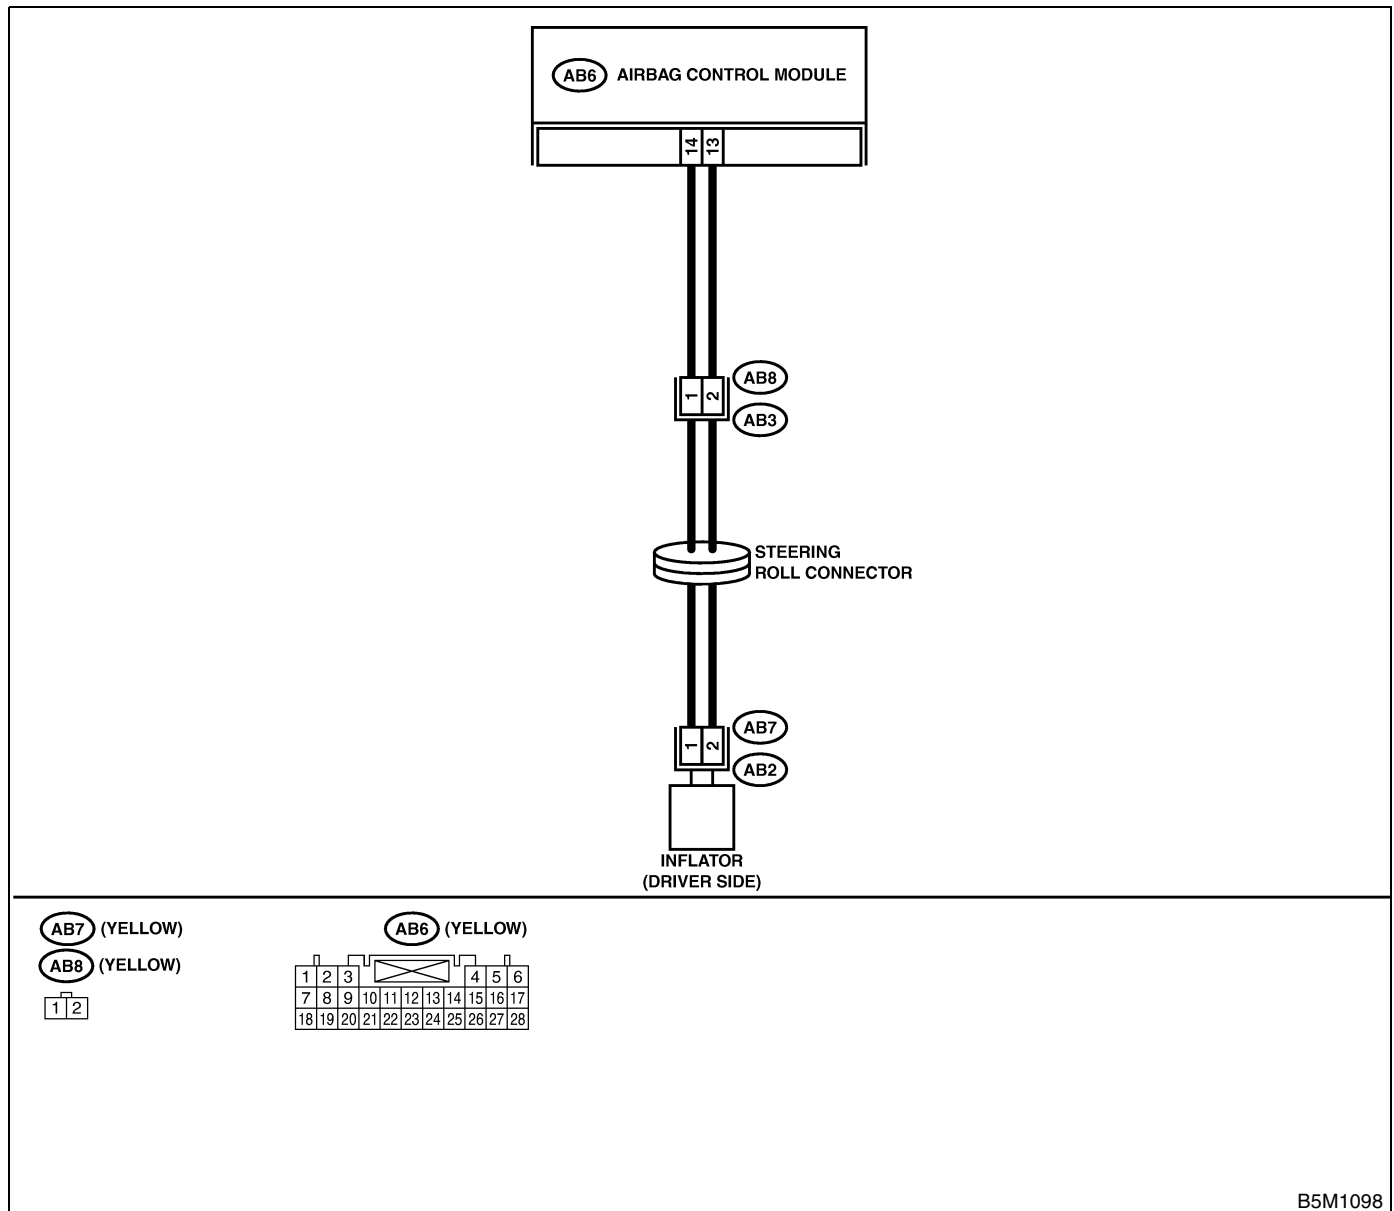 AB6 AIRBAG CONTROL MODULE
14 13
AB8
1 2
AB3
STEERING
ROLL CONNECTOR
AB7
1 2
AB2
INFLATOR
(DRIVER SIDE)
AB7 (YELLOW)
AB8 (YELLOW)
1 2
AB6 (YELLOW)
1 2 3 4 5 6
7 8 9 10 11 12 13 14 15 16 17
18 19 20 21 22 23 24 25 26 27 28
B5M1098